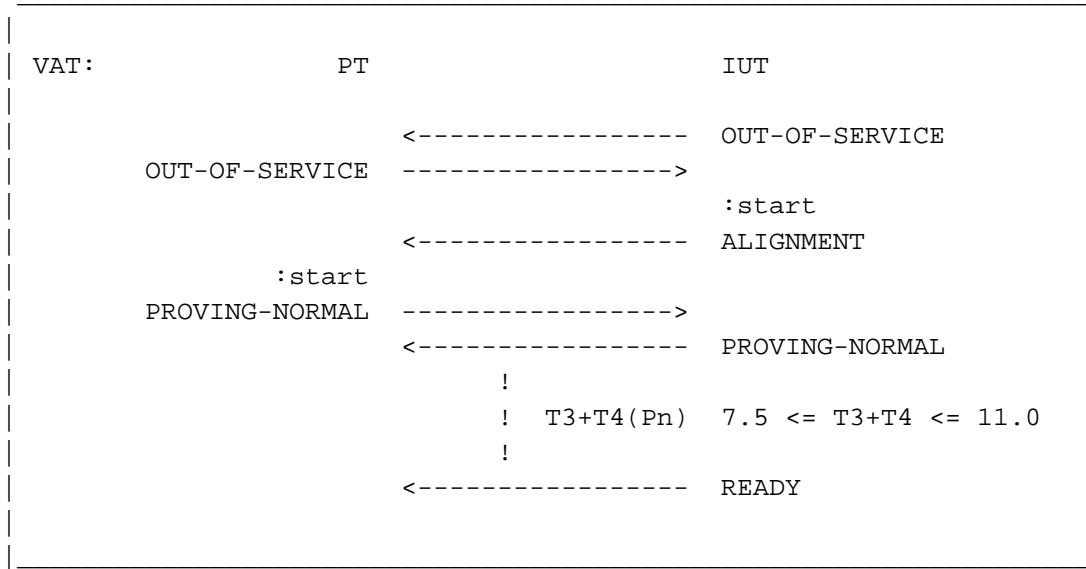 VAT: PT IUT
<----------------- OUT-OF-SERVICE
OUT-OF-SERVICE ----------------->
:start
<----------------- ALIGNMENT
:start
PROVING-NORMAL ----------------->
<----------------- PROVING-NORMAL
!
! T3+T4(Pn) 7.5 <= T3+T4 <= 11.0
!
<----------------- READY